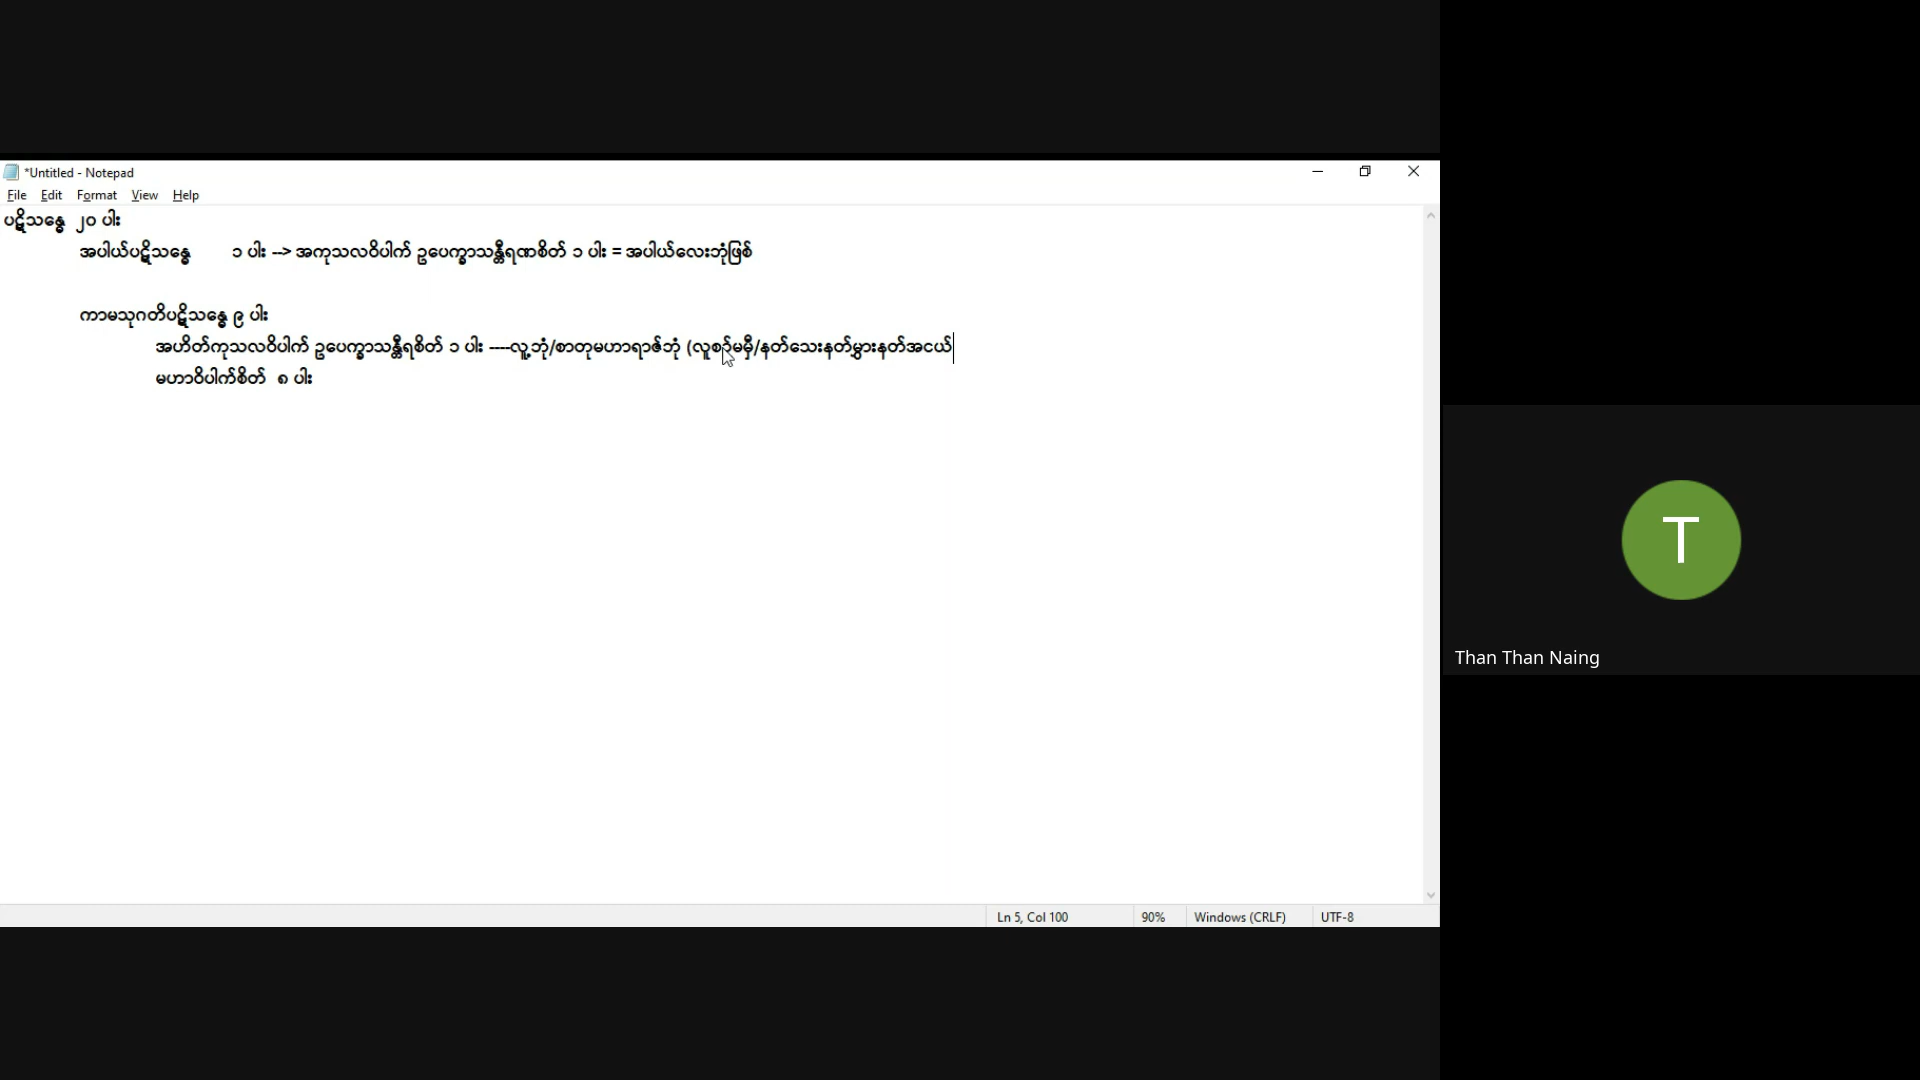 *Untitled - Notepad
File Edit Format View Help
ပဋိသန္ဓေ ၂၀ ပါး
အပါယ်ပဋိသန္ဓေ ၁ ပါး --> အကုသလဝိပါက် ဥပေက္ခာသန္တီရဏစိတ် ၁ ပါး = အပါယ်လေးဘုံဖြစ်
ကာမသုဂတိပဋိသန္ဓေ ၉ ပါး
အဟိတ်ကုသလဝိပါက် ဥပေက္ခာသန္တီရစိတ် ၁ ပါး ----လူ့ဘုံ/စာတုမဟာရာဇ်ဘုံ (လူစဉ်မမှီ/နတ်သေးနတ်မွှားနတ်အငယ်
မဟာဝိပါက်စိတ် ၈ ပါး
T
Than Than Naing
Ln 5, Col 100 90% Windows (CRLF) UTF-8